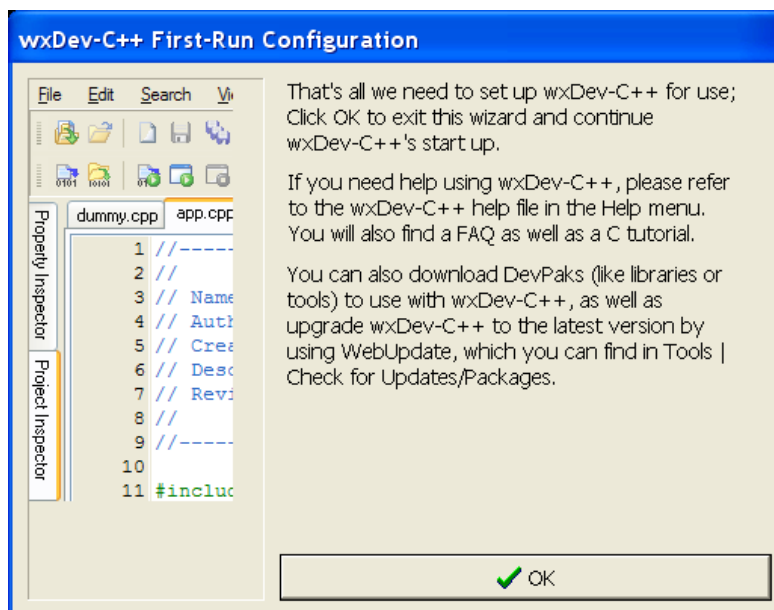 wxDev-C++ First-Run Configuration
File Edit Search
That's all we need to set up wxDev-C++ for use;
Click OK to exit this wizard and continue
wxDev-C++'s start up.
If you need help using wxDev-C++, please refer
to the wxDev-C++ help file in the Help menu.
You will also find a FAQ as well as a C tutorial.
You can also download DevPaks (like libraries or
tools) to use with wxDev-C++, as well as
upgrade wxDev-C++ to the latest version by
using WebUpdate, which you can find in Tools |
Check for Updates/Packages.
Property Inspector
Project Inspector
dummy.cpp app.cpp
1 //-----
2 //
3 // Name
4 // Auth
5 // Crea
6 // Desc
7 // Revi
8 //
9 //-----
10
11 #includ
OK